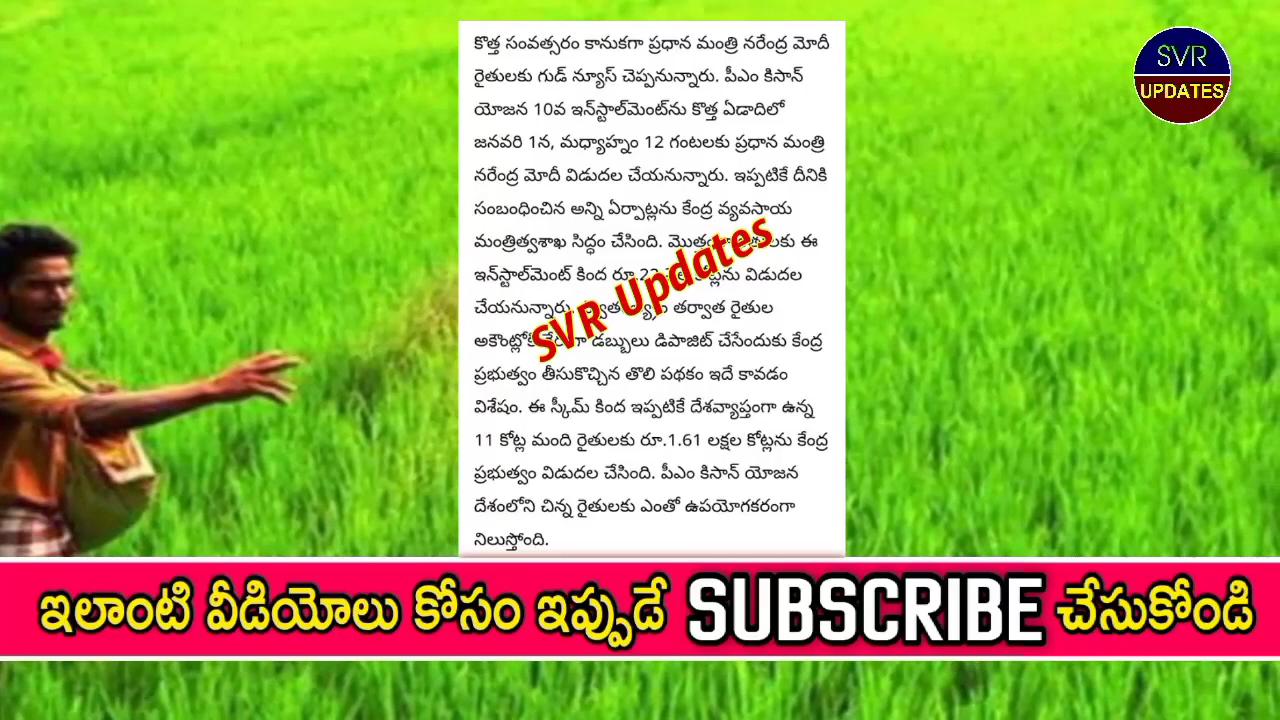 కొత్త సంవత్సరం కానుకగా ప్రధాన మంత్రి నరేంద్ర మోదీ
రైతులకు గుడ్ న్యూస్ చెప్పనున్నారు. పీఎం కిసాన్
యోజన 10వ ఇన్‌స్టాల్‌మెంట్‌ను కొత్త ఏడాదిలో
జనవరి 1న, మధ్యాహ్నం 12 గంటలకు ప్రధాన మంత్రి
నరేంద్ర మోదీ విడుదల చేయనున్నారు. ఇప్పటికే దీనికి
సంబంధించిన అన్ని ఏర్పాట్లను కేంద్ర వ్యవసాయ
మంత్రిత్వశాఖ సిద్ధం చేసింది. ఈ
ఇన్‌స్టాల్‌మెంట్ కింద విడుదల
చేయనున్నారు. తర్వాత రైతుల
డబ్బులు డిపాజిట్ చేసేందుకు కేంద్ర
ప్రభుత్వం తీసుకొచ్చిన తొలి పథకం ఇదే కావడం
విశేషం. ఈ స్కీమ్ కింద ఇప్పటికే దేశవ్యాప్తంగా ఉన్న
11 కోట్ల మంది రైతులకు రూ.1.61 లక్షల కోట్లను కేంద్ర
ప్రభుత్వం విడుదల చేసింది. పీఎం కిసాన్ యోజన
దేశంలోని చిన్న రైతులకు ఎంతో ఉపయోగకరంగా
నిలుస్తోంది.
SVR Updates
SVR
UPDATES
ఇలాంటి వీడియోలు కోసం ఇప్పుడే SUBSCRIBE చేసుకోండి